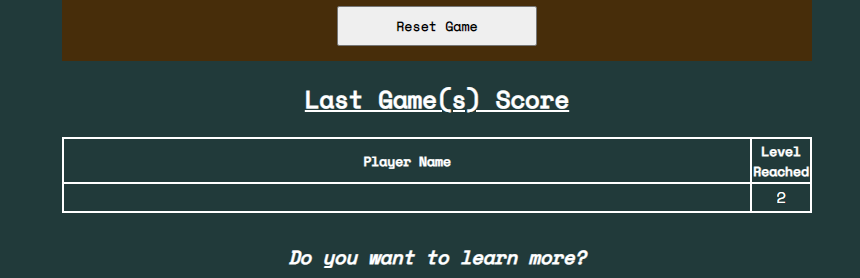 Reset Game
Last Game(s) Score
Player Name
Level
Reached
2
Do you want to learn more?